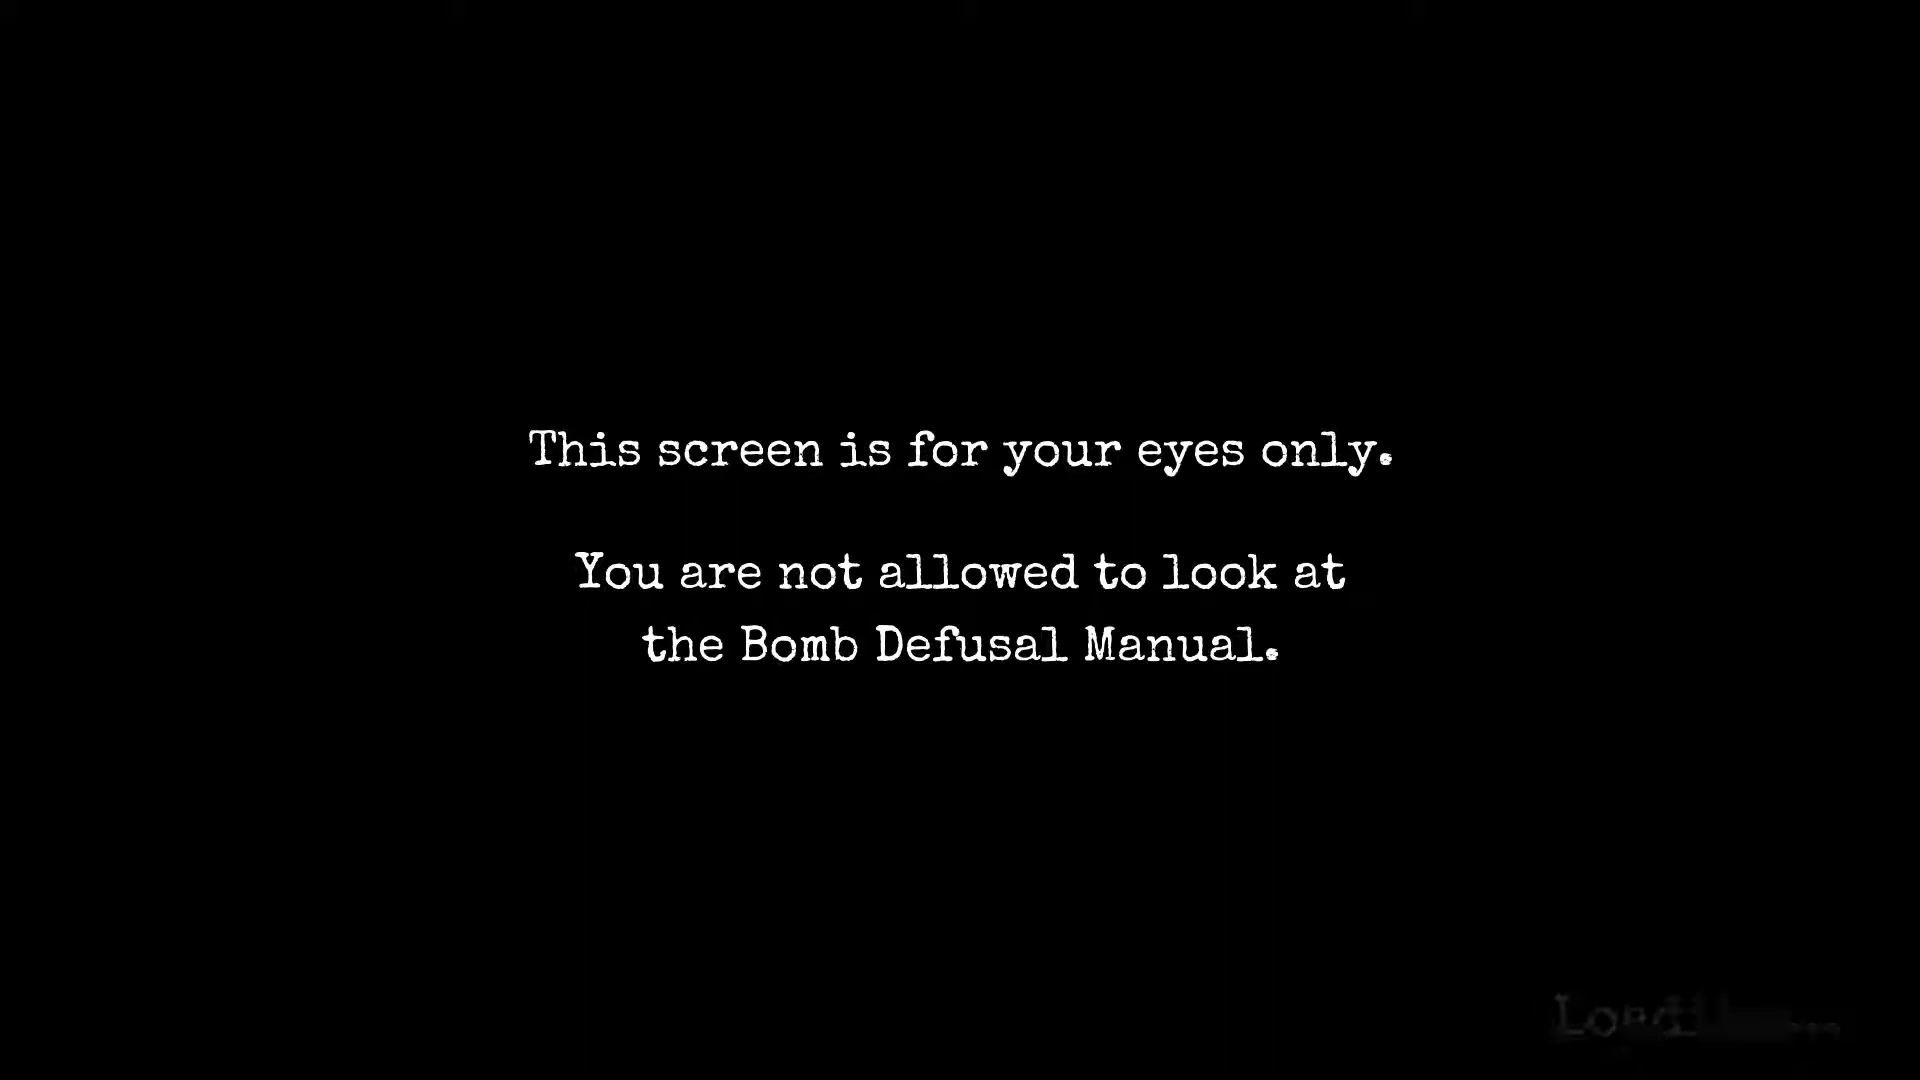 This screen is for your eyes only.
You are not allowed to look at
the Bomb Defusal Manual.